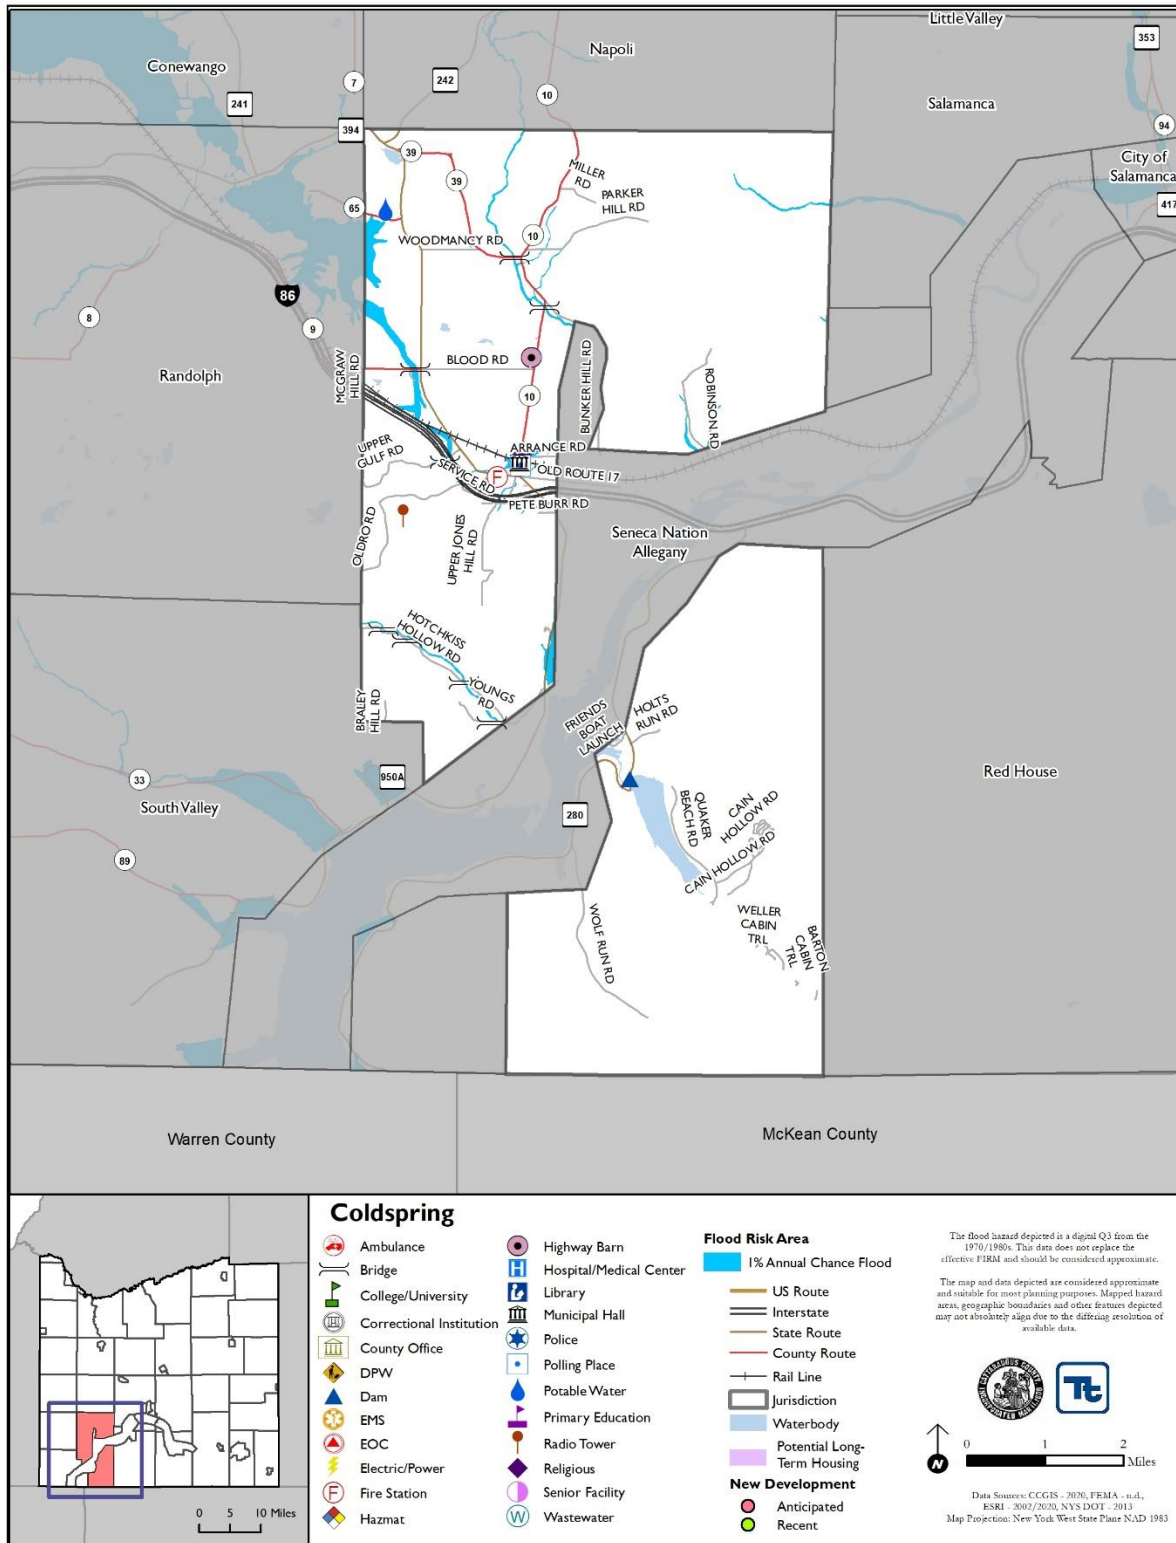 Little Valley
Napoli
353
Conewango
242
7
10
241
Salamanca
94
394
City of
Salamanca
39
MILLER
RD
39
PARKER
HILL RD
417
65
10
WOODMANCY RD
86
8
9
MCGRAW
HILL RD
BLOOD RD
BUNKER HILL RD
Randolph
10
ROBINSON RD
ARRANCE RD
UPPER
GULF RD
SERVICE RD
F
OLD ROUTE 17
PETE BURR RD
OLDRO RD
UPPER JONES
HILL RD
Seneca Nation
Allegany
HOTCHKISS
HOLLOW RD
YOUNGS
RD
BRALEY
HILL RD
FRIENDS
BOAT
LAUNCH
HOLTS
RUN RD
33
950A
Red House
South Valley
280
QUAKER
BEACH RD
CAIN
HOLLOW RD
CAIN HOLLOW RD
89
WOLF RUN RD
WELLER
CABIN
TRL
BARTON
CABIN
TRL
Warren County
McKean County
0 5 10 Miles
Coldspring
Ambulance
Bridge
College/University
Correctional Institution
County Office
DPW
Dam
EMS
EOC
Electric/Power
F Fire Station
Hazmat
Highway Barn
H Hospital/Medical Center
Library
Municipal Hall
Police
Polling Place
Potable Water
Primary Education
Radio Tower
Religious
Senior Facility
W Wastewater
Flood Risk Area
1% Annual Chance Flood
US Route
Interstate
State Route
County Route
Rail Line
Jurisdiction
Waterbody
Potential Long-
Term Housing
New Development
Anticipated
Recent
The flood hazard depicted is a digital Q3 from the
1970/1980s. This data does not replace the
effective FIRM and should be considered approximate.
The map and data depicted are considered approximate
and suitable for most planning purposes. Mapped hazard
areas, geographic boundaries and other features depicted
may not absolutely align due to the differing resolution of
available data.
Tt
N
0 1 2
Miles
Data Sources: CCGIS - 2020, FEMA - n.d.,
ESRI - 2002/2020, NYS DOT - 2013
Map Projection: New York West State Plane NAD 1983